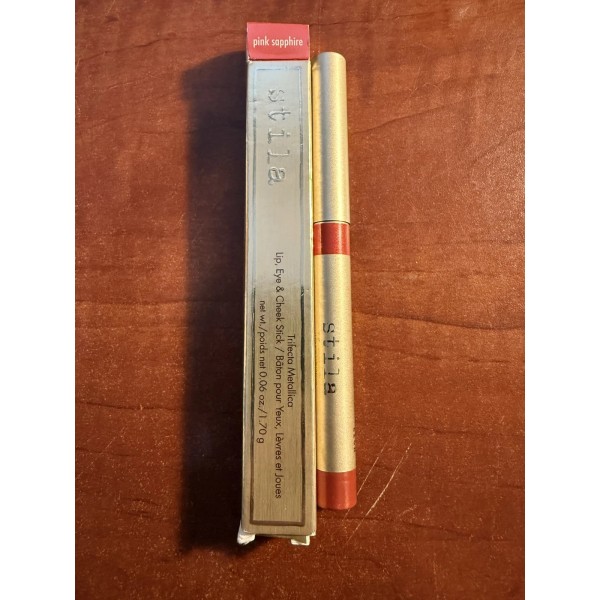 pink sapphire
stila
Trifecta Metallica
Lip, Eye & Cheek Stick / Bâton pour Yeux, Lèvres et Joues
net wt./poids net 0.06 oz./1.70 g
stila